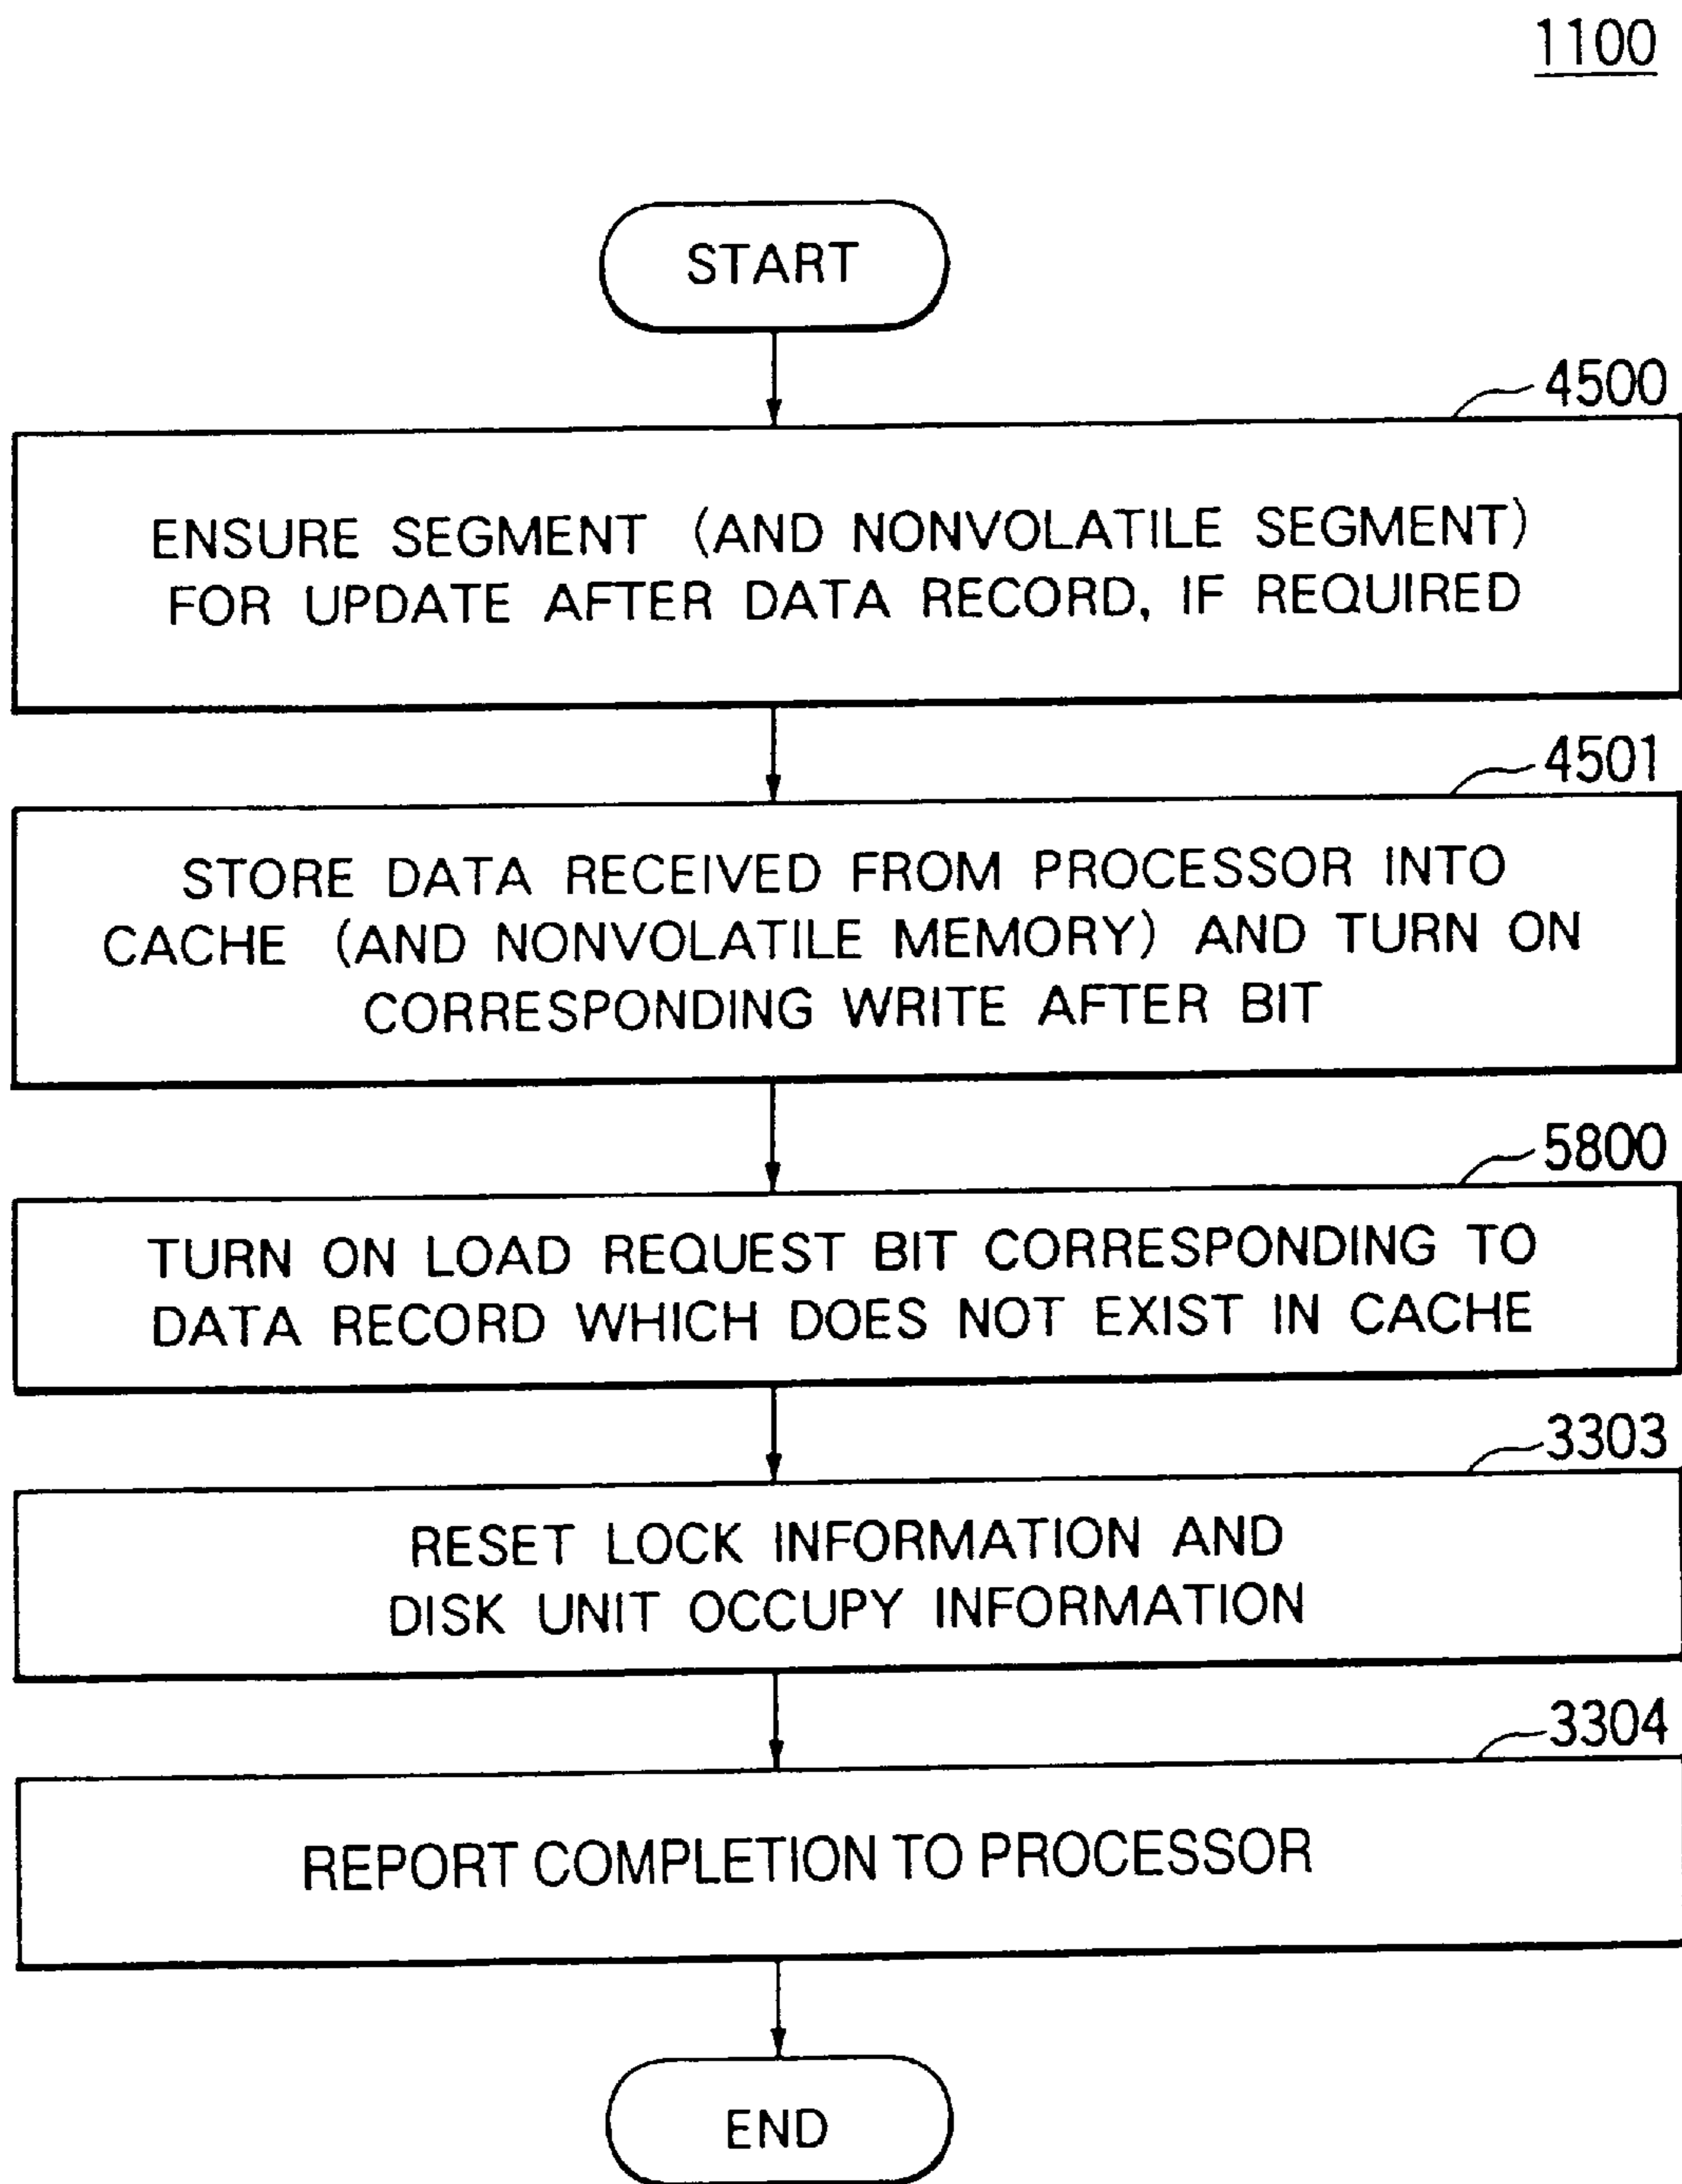 1100
START
4500
ENSURE SEGMENT (AND NONVOLATILE SEGMENT)
FOR UPDATE AFTER DATA RECORD, IF REQUIRED
4501
STORE DATA RECEIVED FROM PROCESSOR INTO
CACHE (AND NONVOLATILE MEMORY) AND TURN ON
CORRESPONDING WRITE AFTER BIT
5800
TURN ON LOAD REQUEST BIT CORRESPONDING TO
DATA RECORD WHICH DOES NOT EXIST IN CACHE
3303
RESET LOCK INFORMATION AND
DISK UNIT OCCUPY INFORMATION
3304
REPORT COMPLETION TO PROCESSOR
END